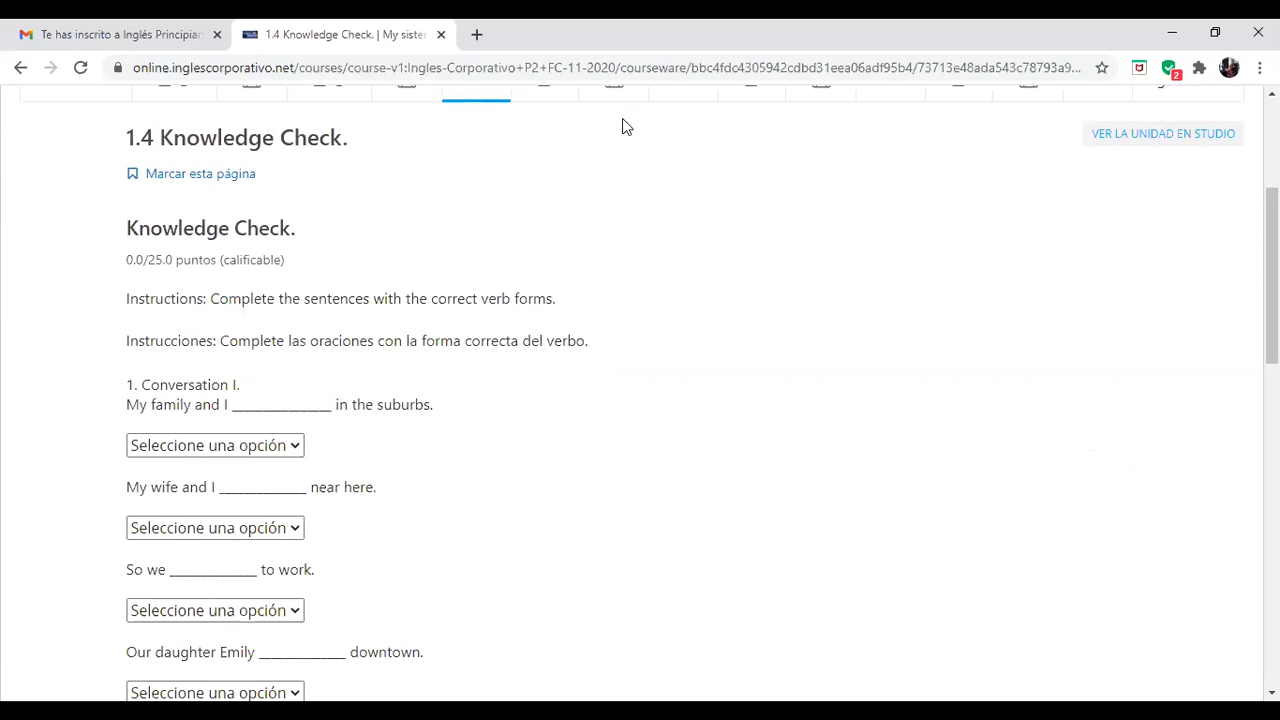 Te has inscrito a Inglés Principian
1.4 Knowledge Check. | My sister
online.inglescorporativo.net/courses/course-v1:Ingles-Corporativo+P2+FC-11-2020/courseware/bbc4fdc4305942cdbd31eea06adf95b4/73713e48ada543c78793a9...
2
1.4 Knowledge Check.
VER LA UNIDAD EN STUDIO
Marcar esta página
Knowledge Check.
0.0/25.0 puntos (calificable)
Instructions: Complete the sentences with the correct verb forms.
Instrucciones: Complete las oraciones con la forma correcta del verbo.
1. Conversation I.
My family and I ________________ in the suburbs.
Seleccione una opción
My wife and I ______________ near here.
Seleccione una opción
So we ______________ to work.
Seleccione una opción
Our daughter Emily ______________ downtown.
Seleccione una opción